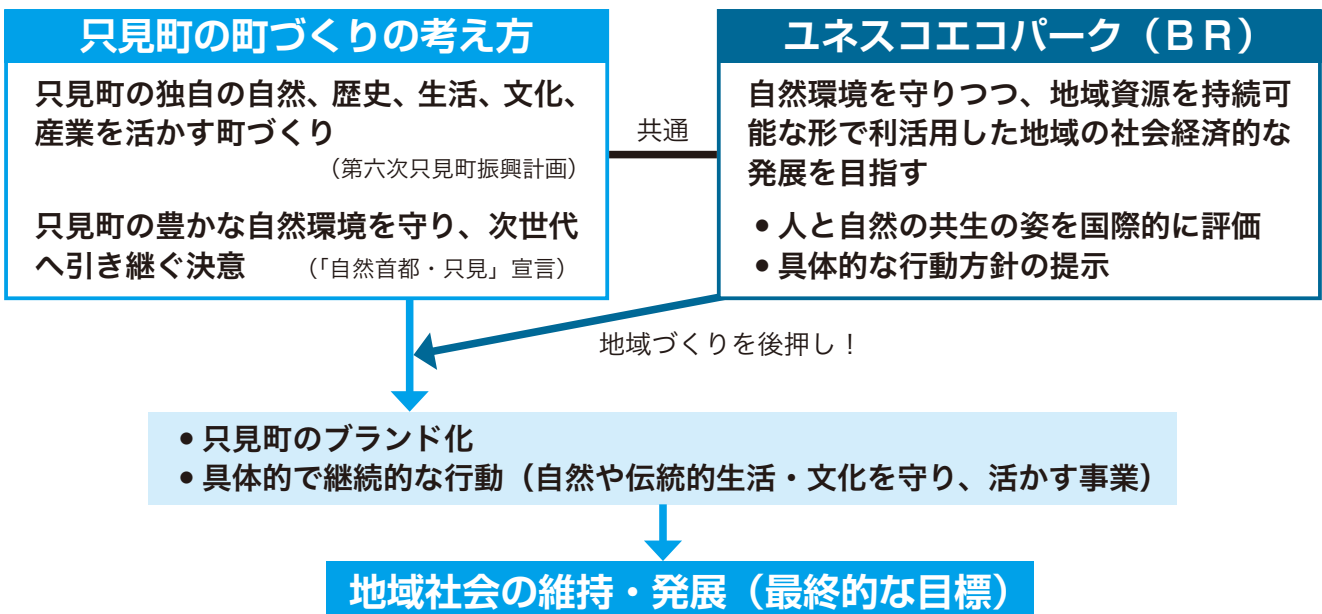 只見町の町づくりの考え方
只見町の独自の自然、歴史、生活、文化、
産業を活かす町づくり
（第六次只見町振興計画）
只見町の豊かな自然環境を守り、次世代
へ引き継ぐ決意　（「自然首都・只見」宣言）
共通
ユネスコエコパーク（ＢＲ）
自然環境を守りつつ、地域資源を持続可
能な形で利活用した地域の社会経済的な
発展を目指す
• 人と自然の共生の姿を国際的に評価
• 具体的な行動方針の提示
地域づくりを後押し！
• 只見町のブランド化
• 具体的で継続的な行動（自然や伝統的生活・文化を守り、活かす事業）
地域社会の維持・発展（最終的な目標）